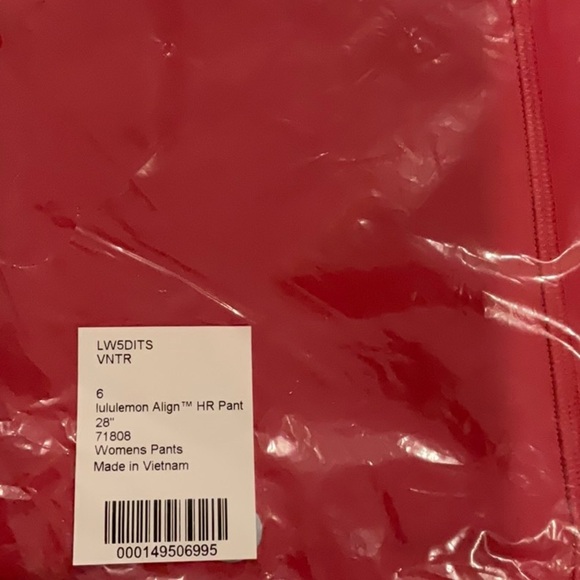 LW5DITS
VNTR
6
lululemon Align™ HR Pant
28"
71808
Womens Pants
Made in Vietnam
000149506995